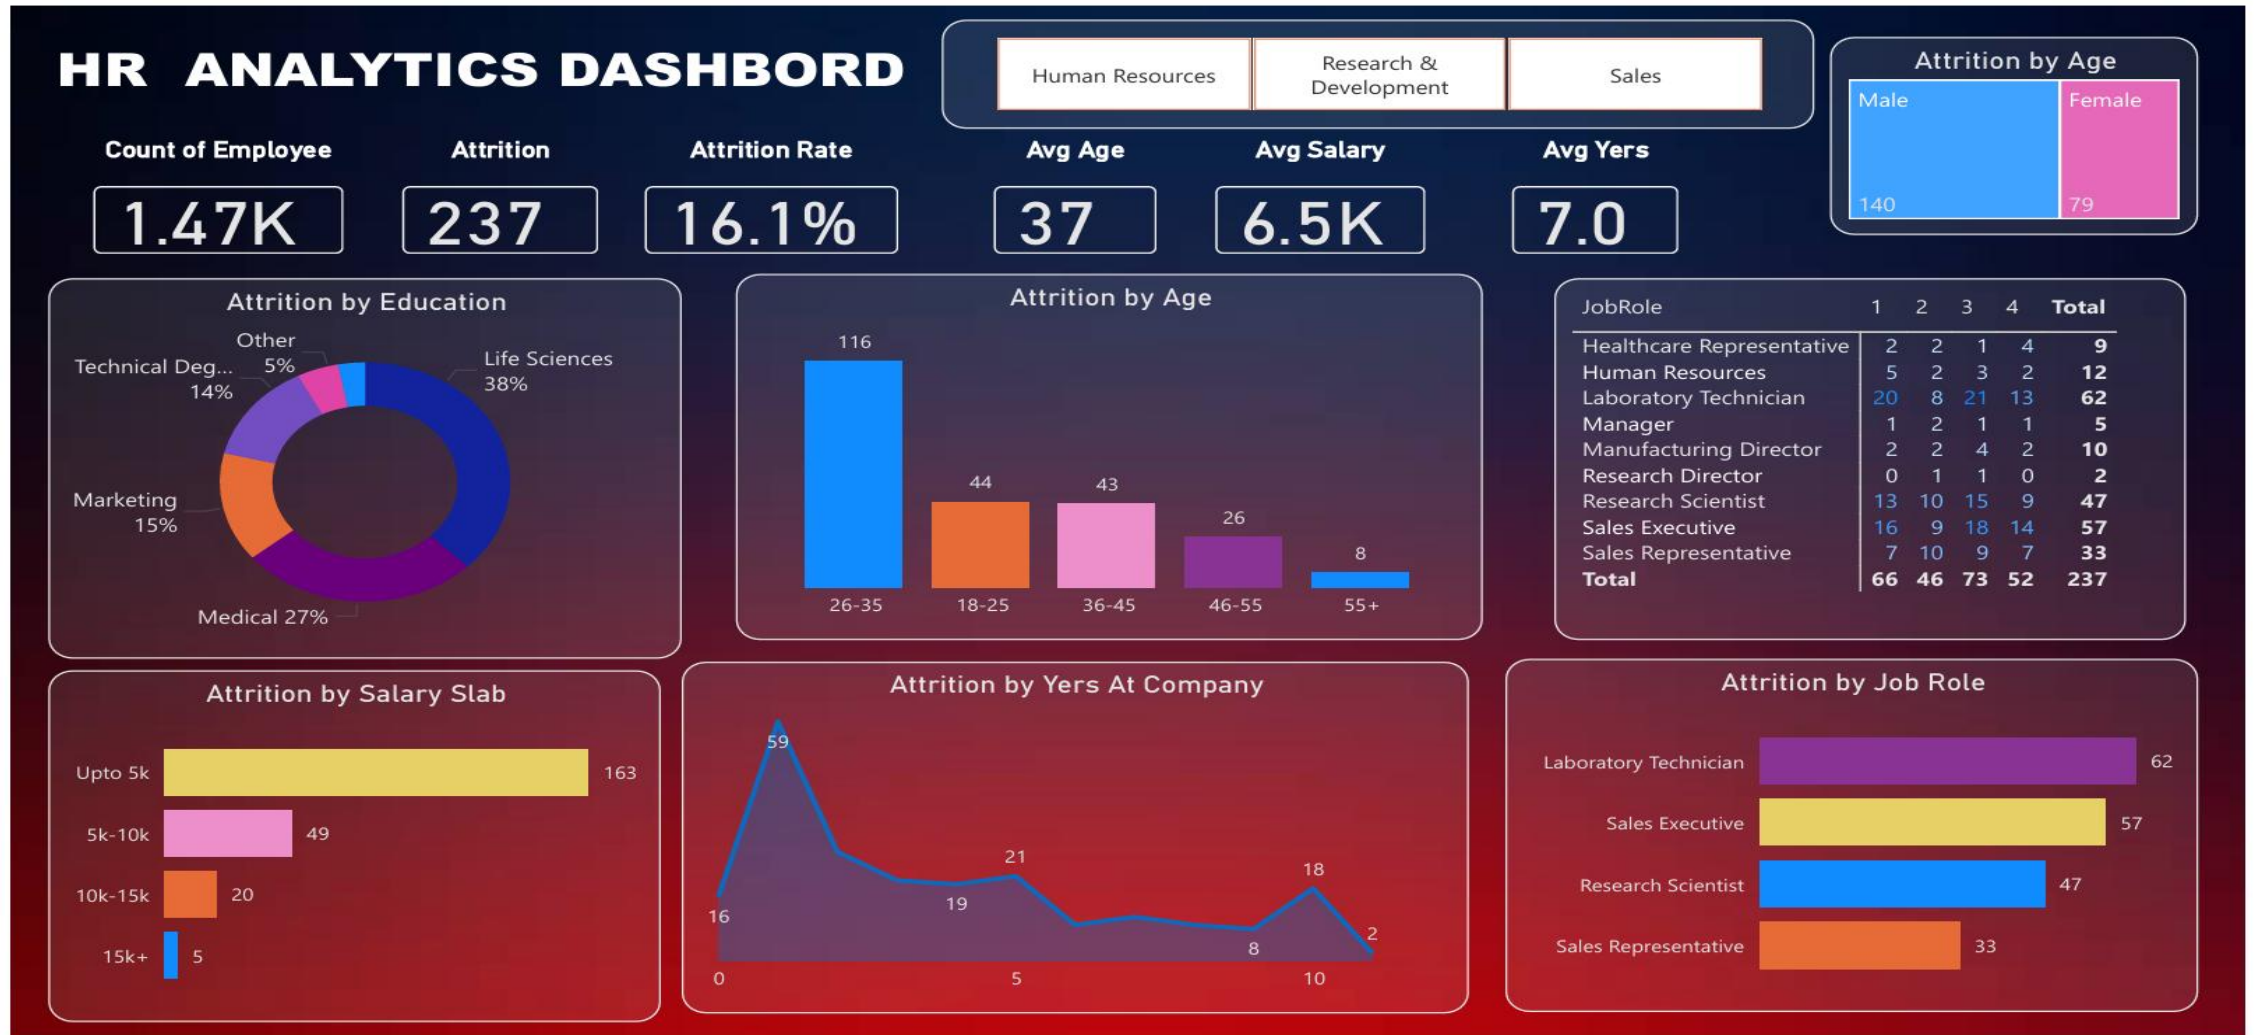 HR ANALYTICS DASHBORD
Human Resources
Research &
Development
Sales
Attrition by Age
Male
Female
140
79
Count of Employee
Attrition
Attrition Rate
Avg Age
Avg Salary
Avg Yers
1.47K
237
16.1%
37
6.5K
7.0
Attrition by Education
Other
5%
Technical Deg...
14%
Life Sciences
38%
Marketing
15%
Medical 27%
Attrition by Age
116
44
43
26
8
26-35
18-25
36-45
46-55
55+
JobRole 1 2 3 4 Total
Healthcare Representative 2 2 1 4 9
Human Resources 5 2 3 2 12
Laboratory Technician 20 8 21 13 62
Manager 1 2 1 1 5
Manufacturing Director 2 2 4 2 10
Research Director 0 1 1 0 2
Research Scientist 13 10 15 9 47
Sales Executive 16 9 18 14 57
Sales Representative 7 10 9 7 33
Total 66 46 73 52 237
Attrition by Salary Slab
Upto 5k 163
5k-10k 49
10k-15k 20
15k+ 5
Attrition by Yers At Company
59
21
18
19
16
2
8
0 5 10
Attrition by Job Role
Laboratory Technician 62
Sales Executive 57
Research Scientist 47
Sales Representative 33